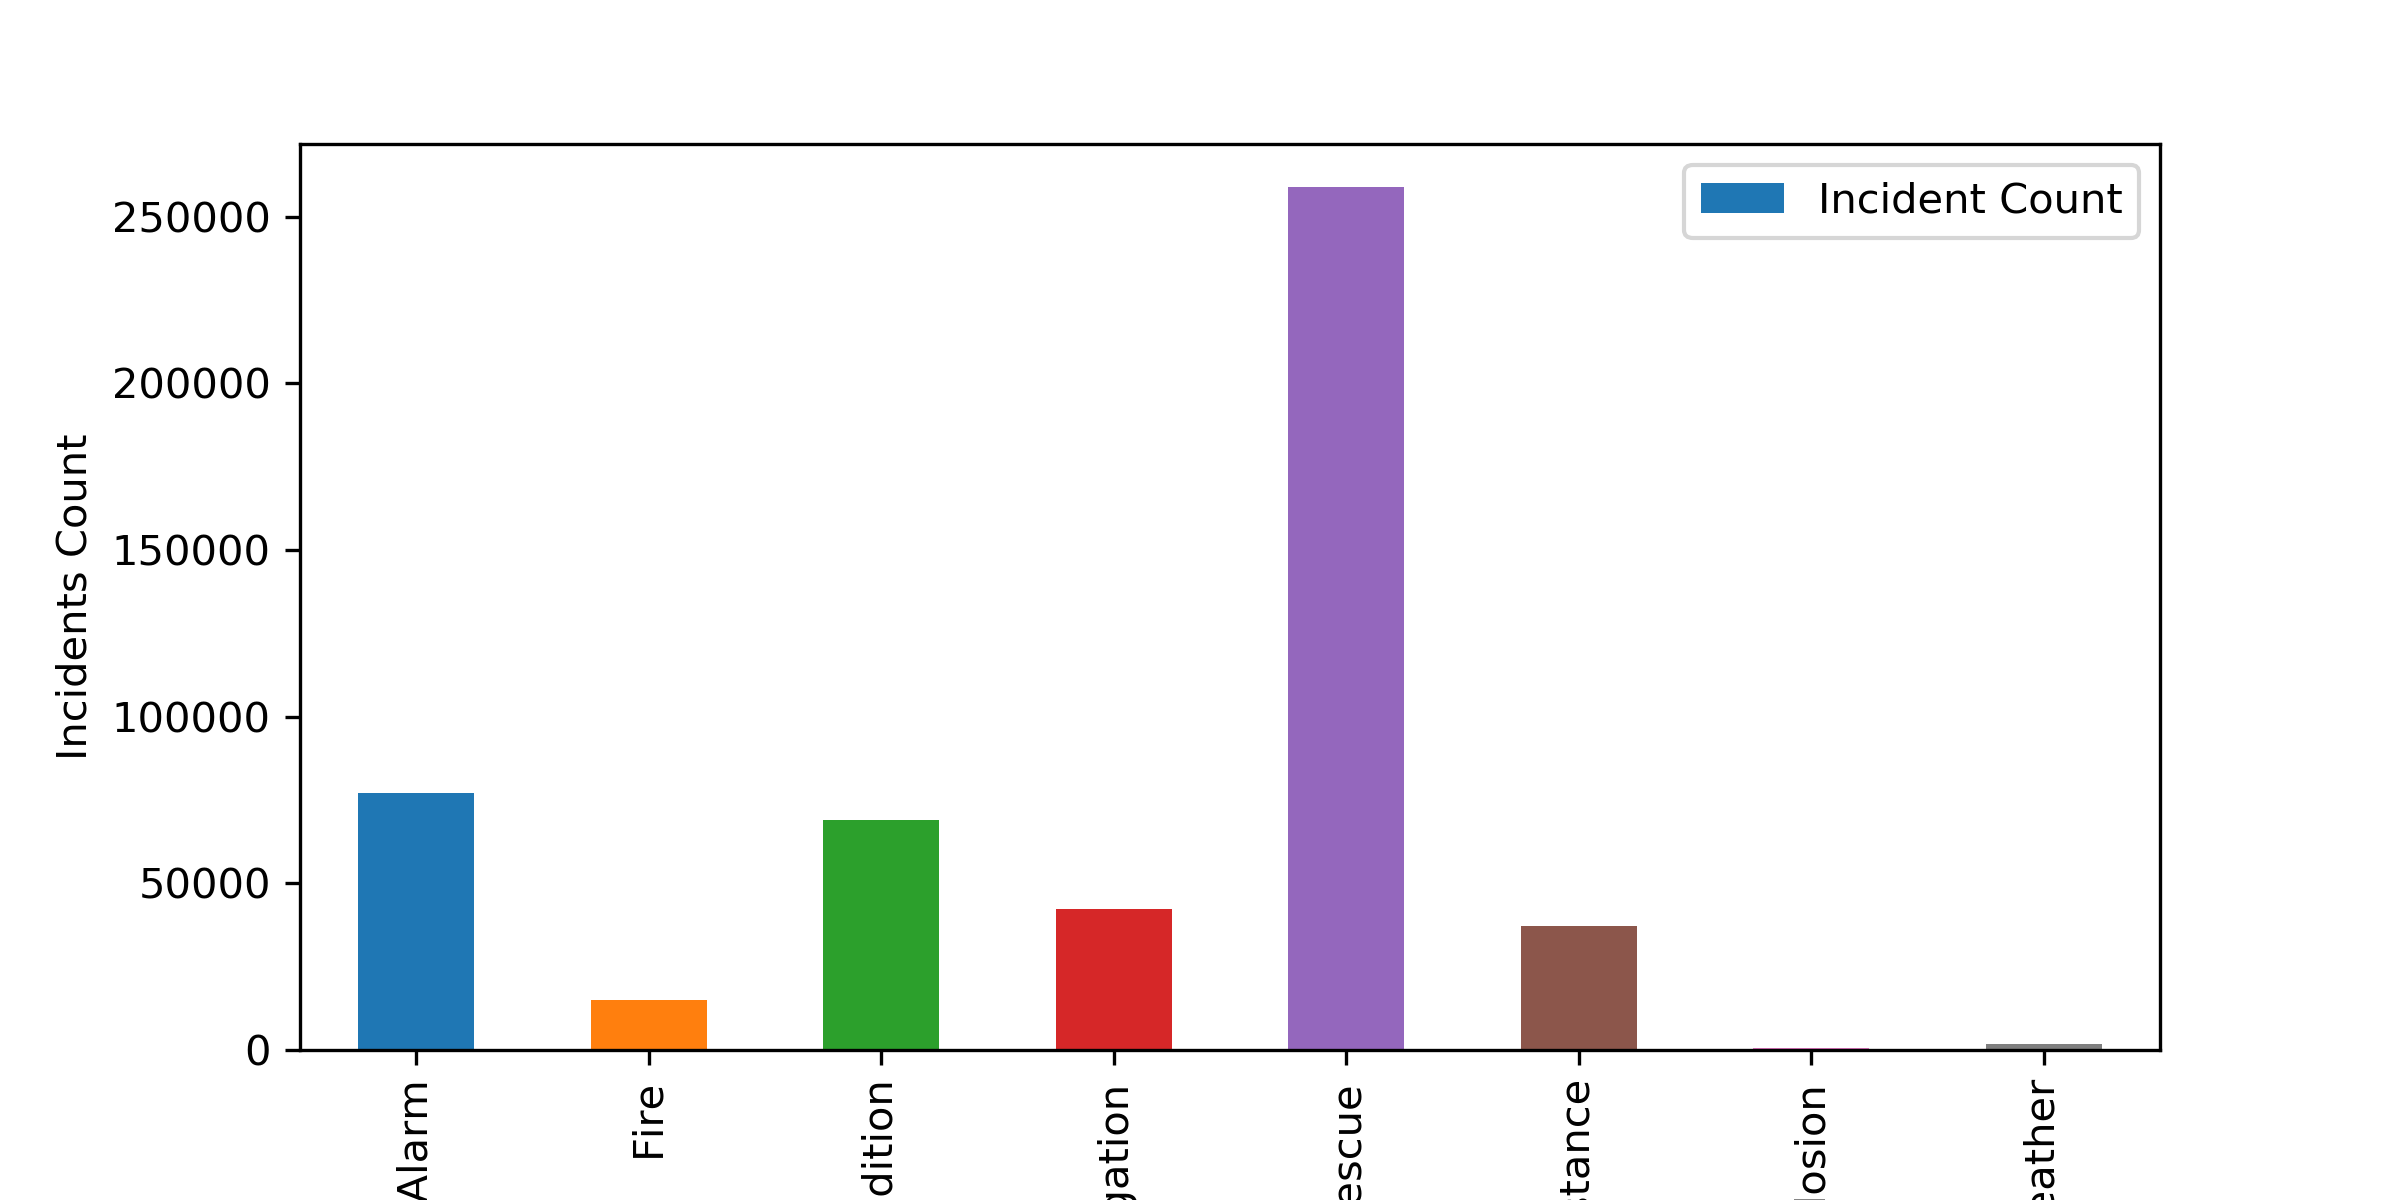 Incident Count
250000
200000
150000
100000
50000
0
Incidents Count
Alarm
Fire
dition
gation
escue
stance
losion
eather